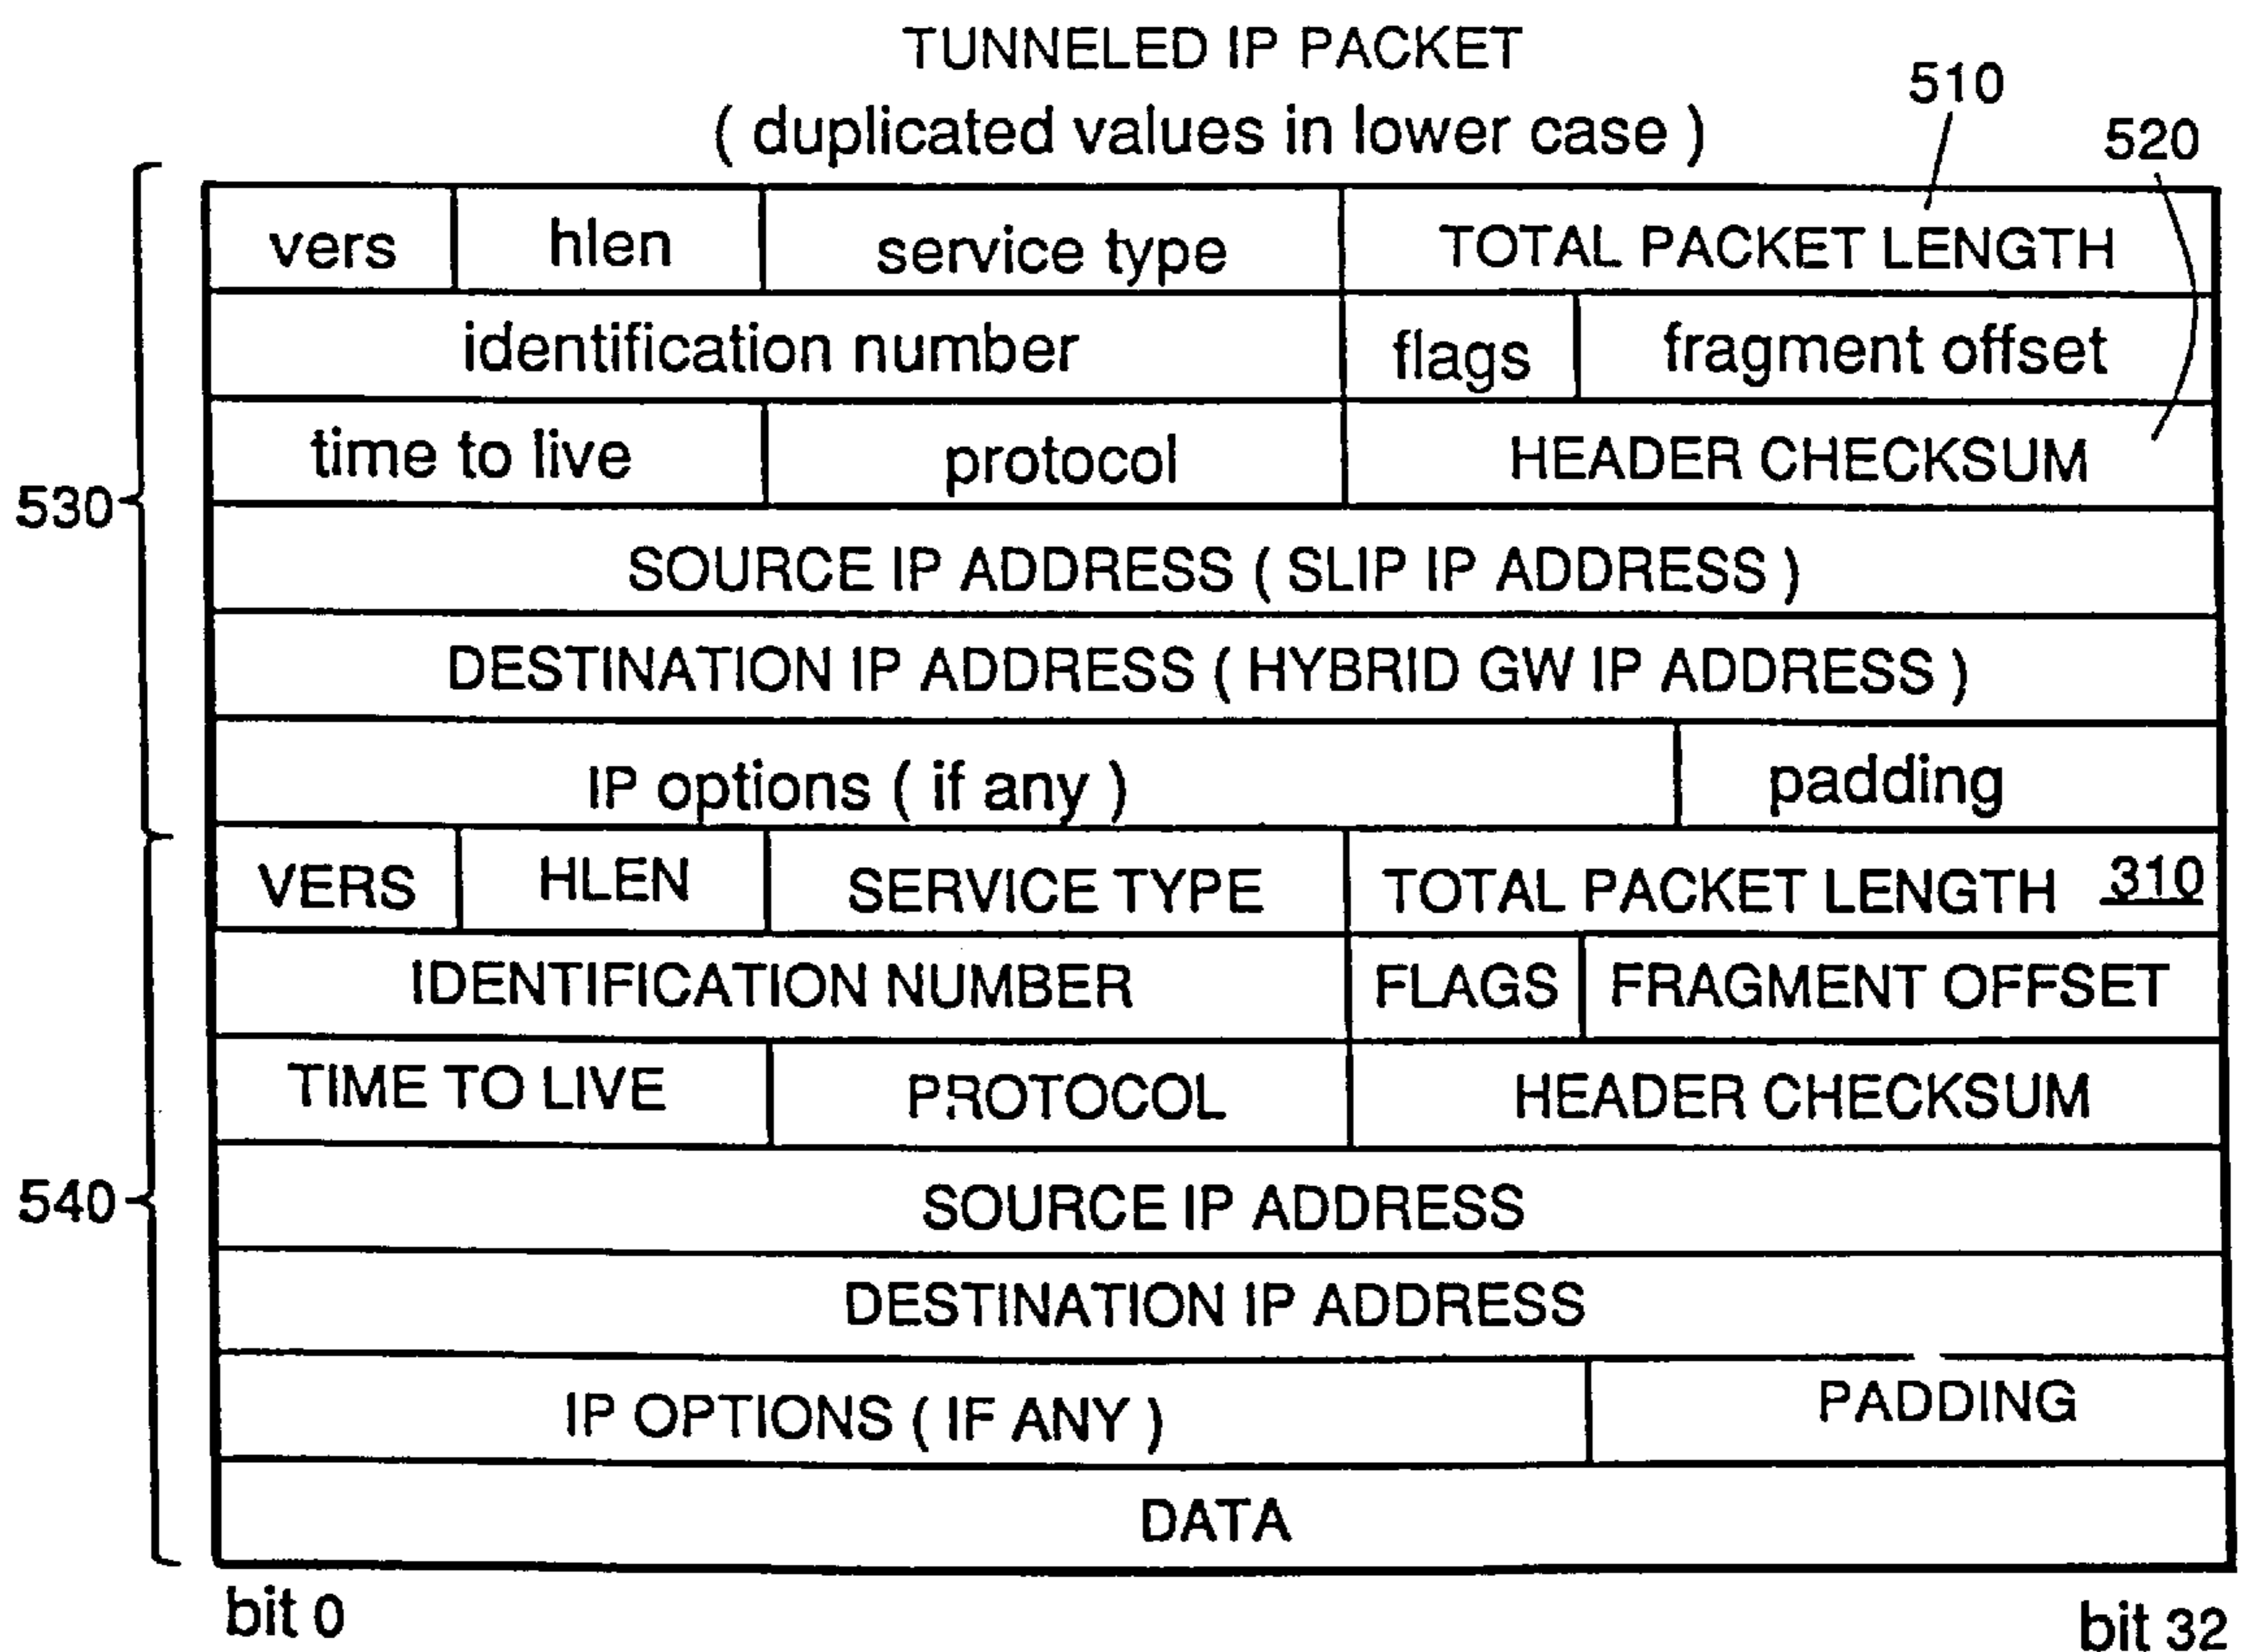 TUNNELED IP PACKET
510
( duplicated values in lower case )
520
vers hlen service type TOTAL PACKET LENGTH
identification number flags fragment offset
time to live protocol HEADER CHECKSUM
530
SOURCE IP ADDRESS ( SLIP IP ADDRESS )
DESTINATION IP ADDRESS ( HYBRID GW IP ADDRESS )
IP options ( if any ) padding
VERS HLEN SERVICE TYPE TOTAL PACKET LENGTH 310
IDENTIFICATION NUMBER FLAGS FRAGMENT OFFSET
TIME TO LIVE PROTOCOL HEADER CHECKSUM
540
SOURCE IP ADDRESS
DESTINATION IP ADDRESS
IP OPTIONS ( IF ANY ) PADDING
DATA
bit 0 bit 32